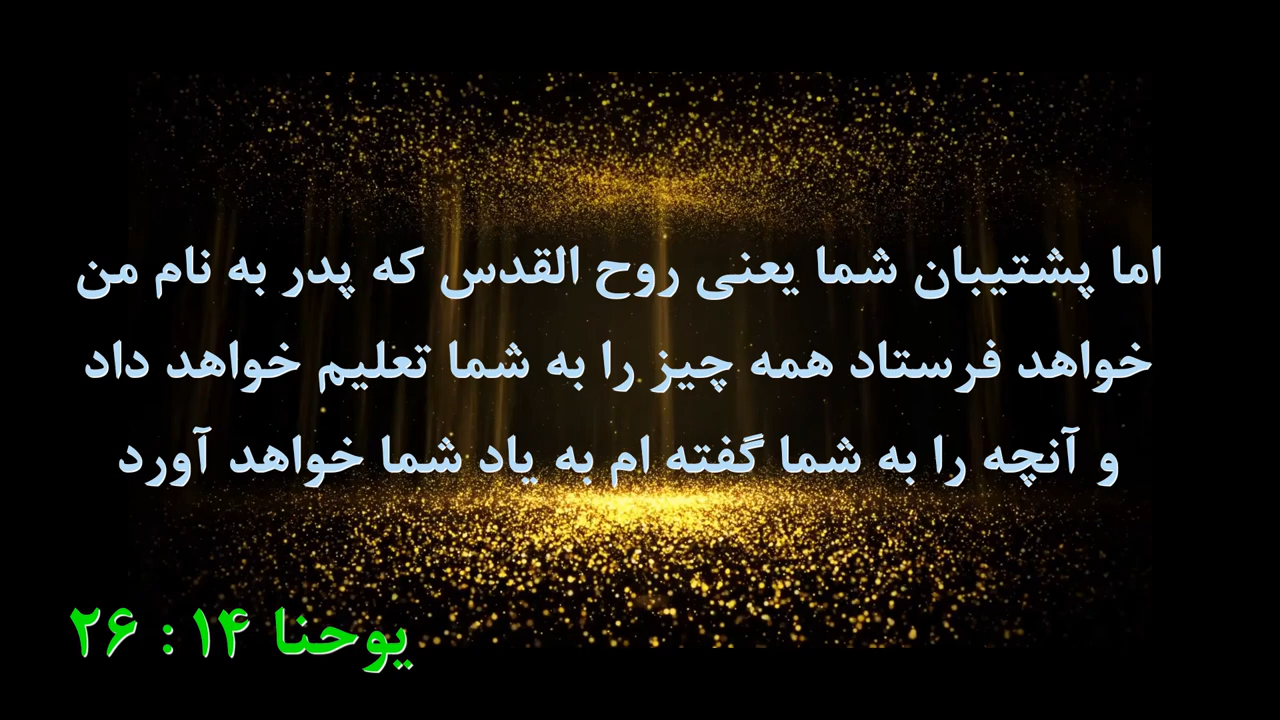 اما پشتیبان شما یعنی روح القدس که پدر به نام من
خواهد فرستاد همه چیز را به شما تعلیم خواهد داد
و آنچه را به شما گفته ام به یاد شما خواهد آورد
یوحنا ۱۴ : ۲۶